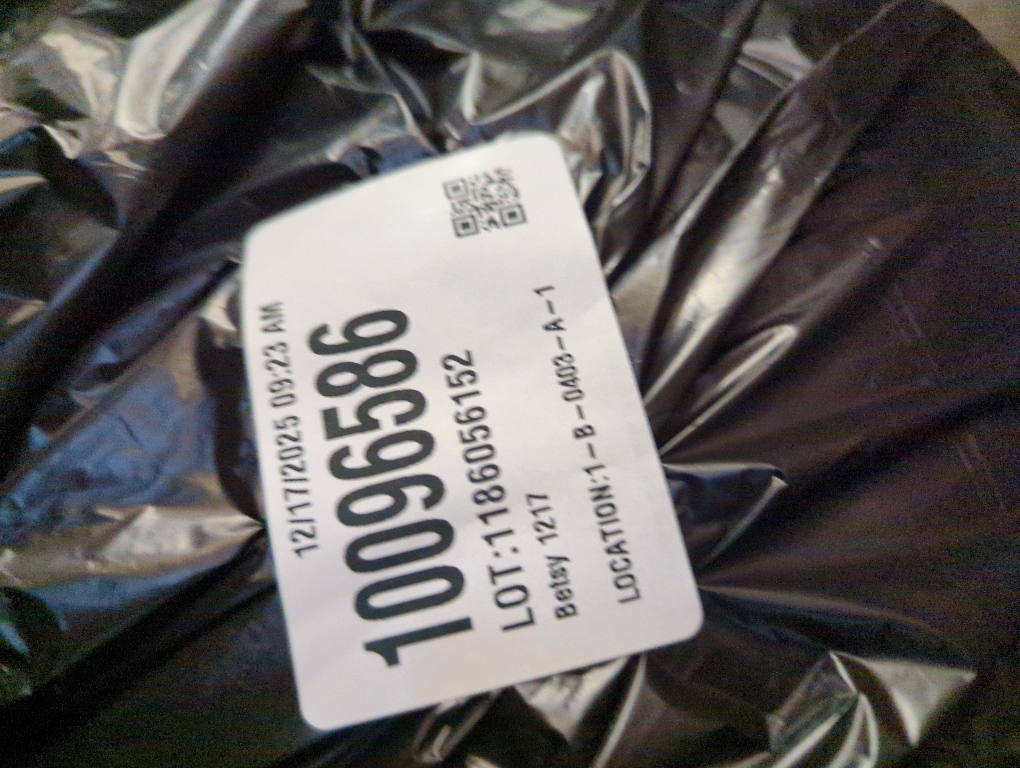 12/17/2025 09:23 AM
10096586
LOT:1186056152
Betsy 1217
LOCATION:1-B-0403-A-1